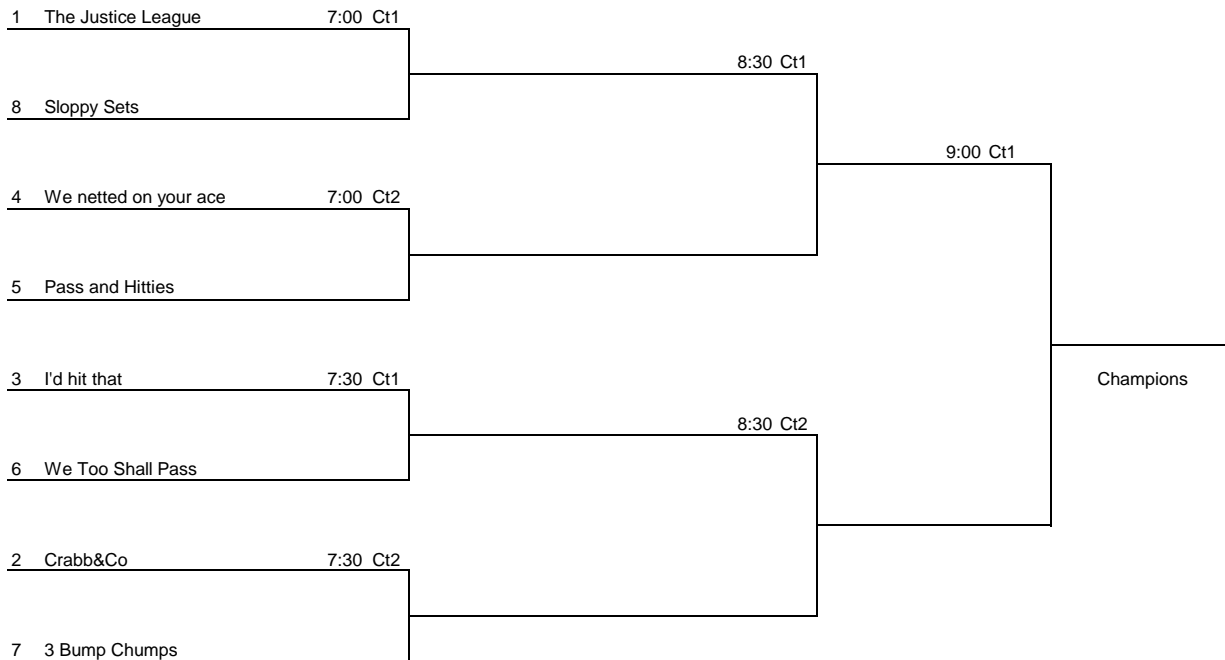 1 The Justice League 7:00 Ct1
8:30 Ct1
8 Sloppy Sets
9:00 Ct1
4 We netted on your ace 7:00 Ct2
5 Pass and Hitties
3 I'd hit that 7:30 Ct1
Champions
8:30 Ct2
6 We Too Shall Pass
2 Crabb&Co 7:30 Ct2
7 3 Bump Chumps